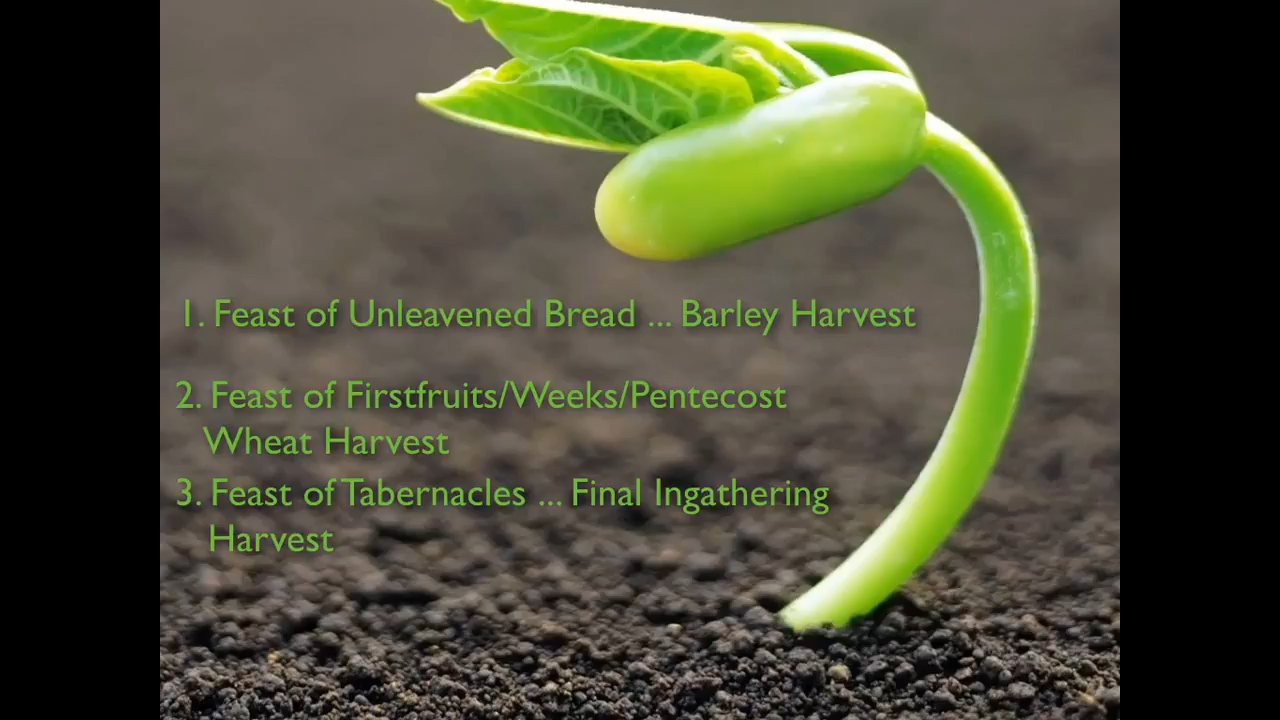 1. Feast of Unleavened Bread ... Barley Harvest
2. Feast of Firstfruits/Weeks/Pentecost
Wheat Harvest
3. Feast of Tabernacles ... Final Ingathering
Harvest